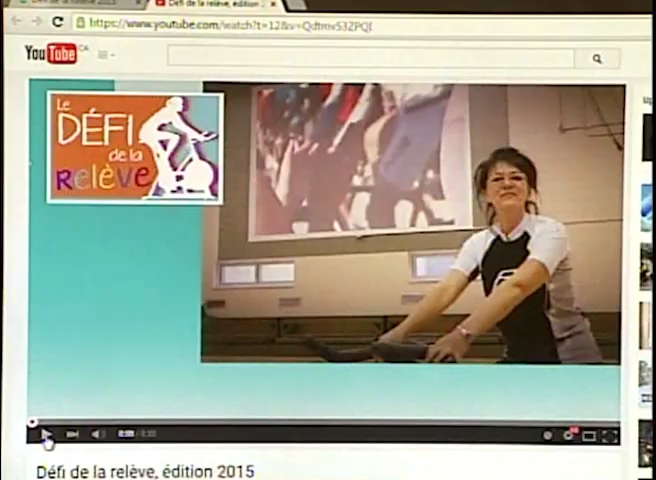 Défi de la relève, édition
https://www.youtube.com/watch?t=12&v=Qdtmv53ZPQI
YouTube CA
Le
DÉFI
de la
relève
Défi de la relève, édition 2015